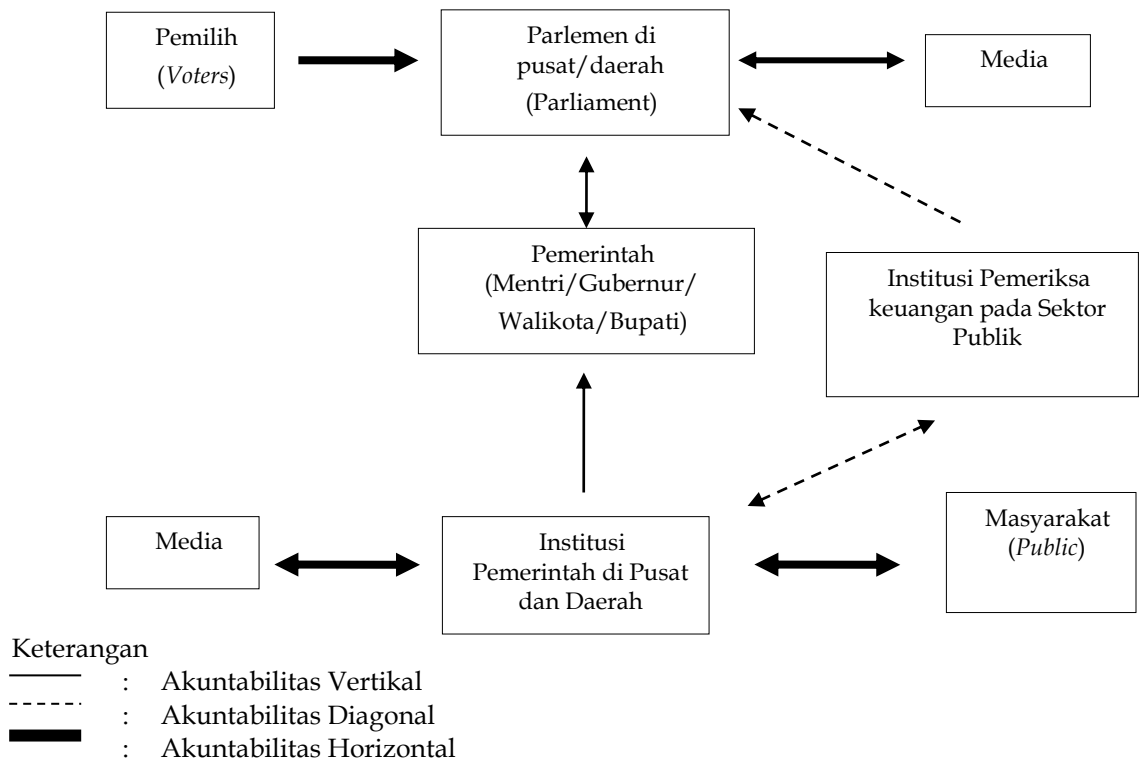 Pemilih
(Voters)
Parlemen di
pusat/daerah
(Parliament)
Media
Pemerintah
(Mentri/Gubernur/
Walikota/Bupati)
Institusi Pemeriksa
keuangan pada Sektor
Publik
Media
Institusi
Pemerintah di Pusat
dan Daerah
Masyarakat
(Public)
Keterangan
: Akuntabilitas Vertikal
: Akuntabilitas Diagonal
: Akuntabilitas Horizontal